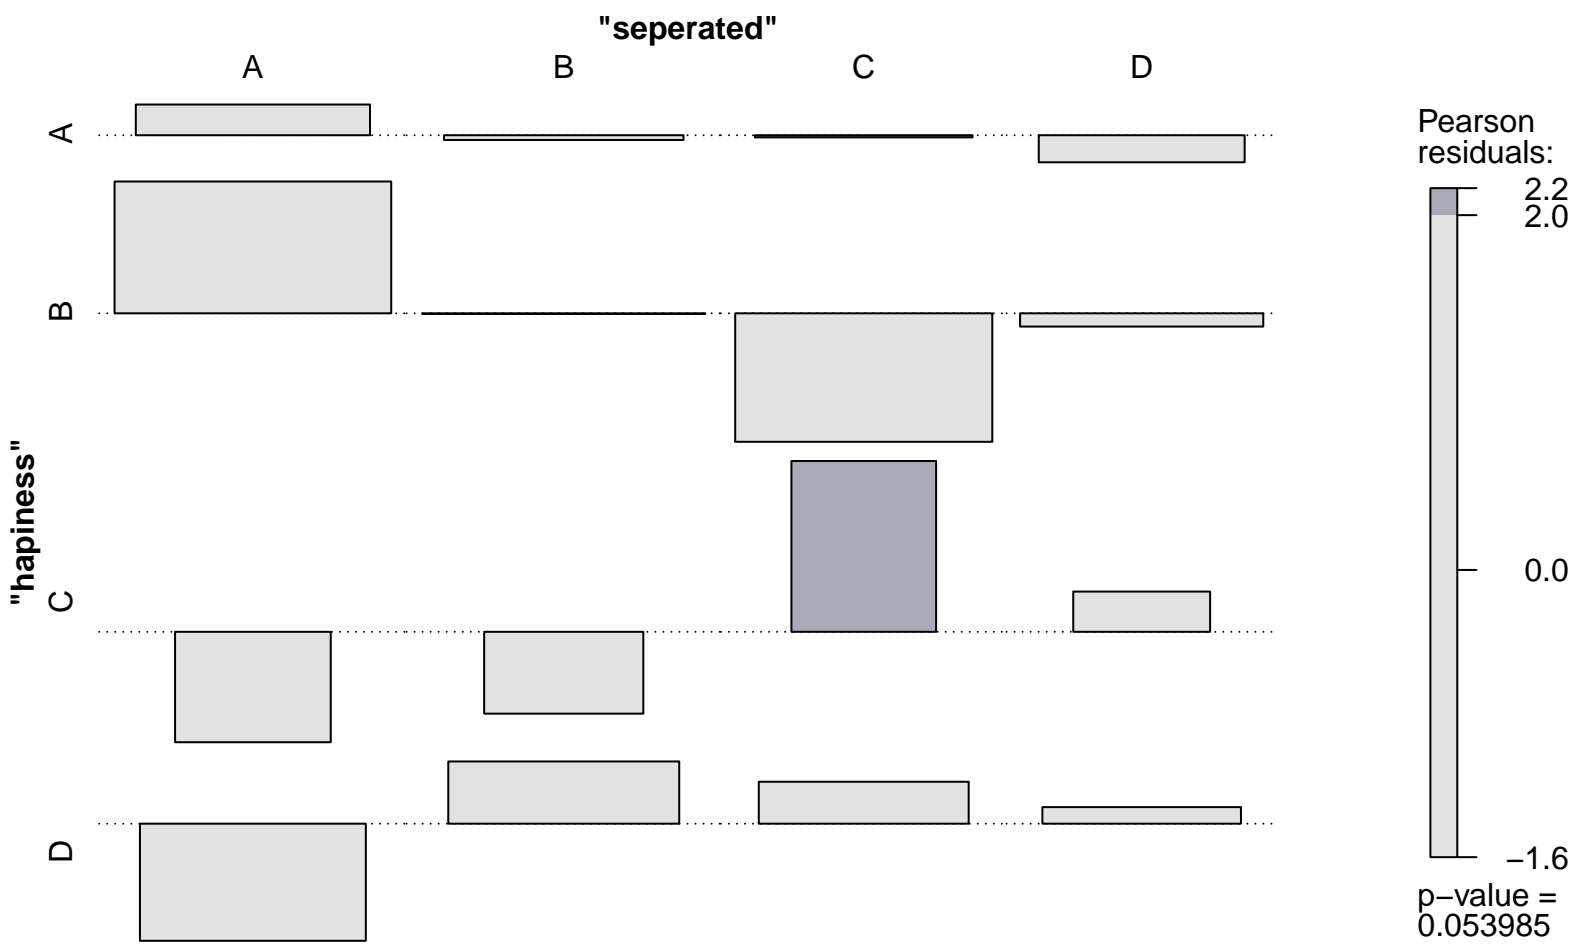 "seperated"
A B C D
A
B
C
D
"hapiness"
Pearson
residuals:
2.2
2.0
0.0
−1.6
p−value =
0.053985